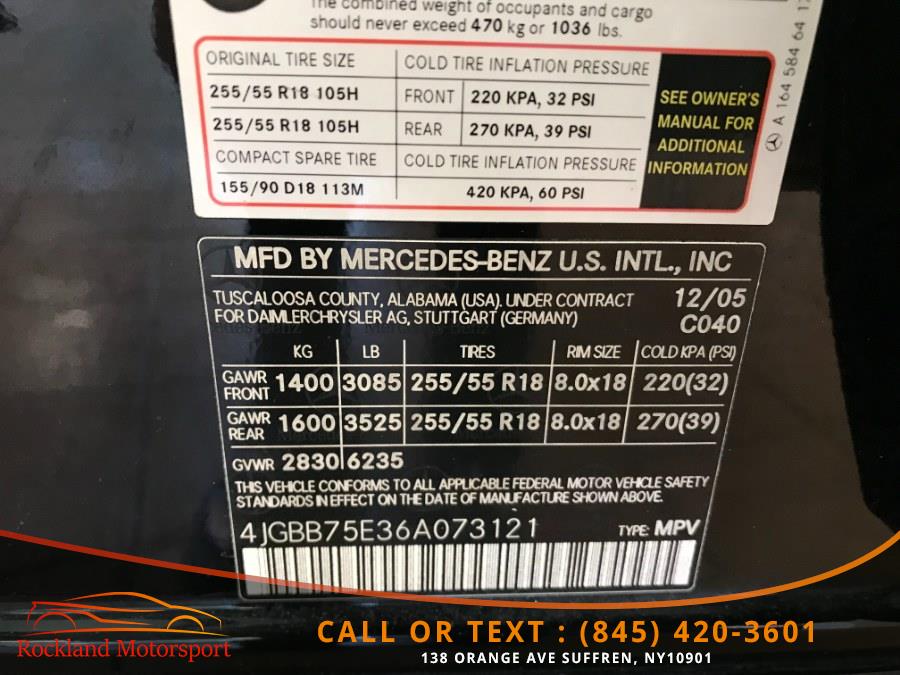 The combined weight of occupants and cargo
should never exceed 470 kg or 1036 lbs.
ORIGINAL TIRE SIZE COLD TIRE INFLATION PRESSURE
255/55 R18 105H FRONT 220 KPA, 32 PSI
255/55 R18 105H REAR 270 KPA, 39 PSI
COMPACT SPARE TIRE COLD TIRE INFLATION PRESSURE
155/90 D18 113M 420 KPA, 60 PSI
SEE OWNER'S
MANUAL FOR
ADDITIONAL
INFORMATION
A 164 584 64
MFD BY MERCEDES-BENZ U.S. INTL., INC
TUSCALOOSA COUNTY, ALABAMA (USA). UNDER CONTRACT 12/05
FOR DAIMLERCHRYSLER AG, STUTTGART (GERMANY) C040
KG LB TIRES RIM SIZE COLD KPA (PSI)
GAWR FRONT 1400 3085 255/55 R18 8.0x18 220(32)
GAWR REAR 1600 3525 255/55 R18 8.0x18 270(39)
GVWR 2830 6235
THIS VEHICLE CONFORMS TO ALL APPLICABLE FEDERAL MOTOR VEHICLE SAFETY
STANDARDS IN EFFECT ON THE DATE OF MANUFACTURE SHOWN ABOVE.
4JGBB75E36A073121 TYPE: MPV
Rockland Motorsport
CALL OR TEXT : (845) 420-3601
138 ORANGE AVE SUFFREN, NY10901